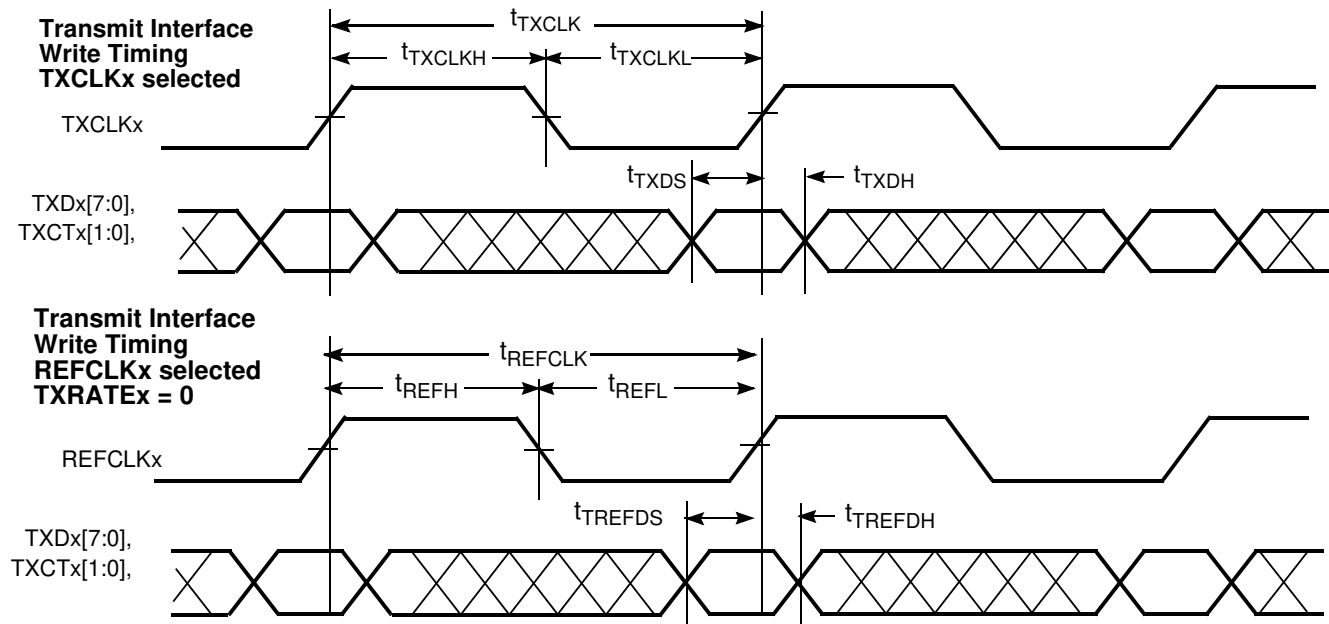 Transmit Interface
Write Timing
TXCLKx selected
tTXCLK
tTXCLKH
tTXCLKL
TXCLKx
tTXDS
tTXDH
TXDx[7:0],
TXCTx[1:0],
Transmit Interface
Write Timing
REFCLKx selected
TXRATEx = 0
tREFCLK
tREFH
tREFL
REFCLKx
tTREFDS
tTREFDH
TXDx[7:0],
TXCTx[1:0],